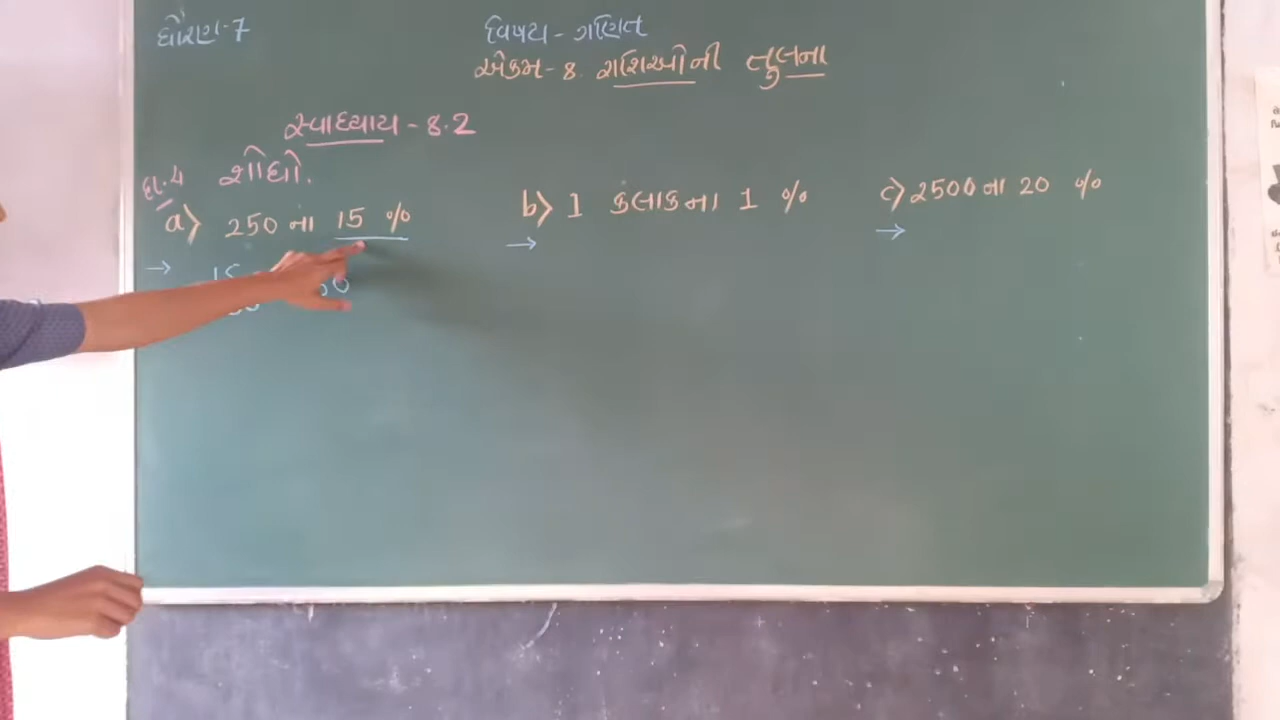 ધોરણ-7
વિષય - ગણિત
એકમ - 8. રાશિઓની તુલના
સ્વાધ્યાય - 8.2
દા.4 શોધો.
a) 250 ના 15 %
b) 1 કલાકના 1 %
c) 2500 ના 20 %
→ 15
→
→